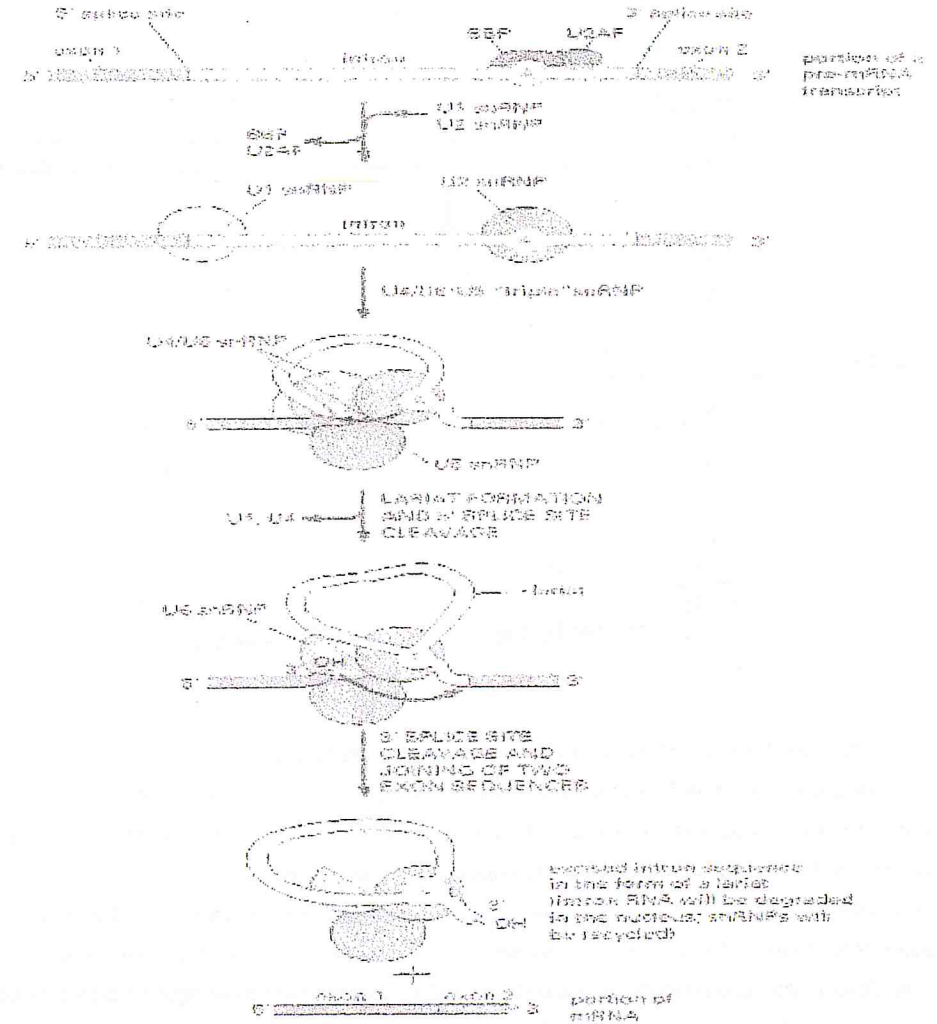 5' splice site
3' splice site
BBP
U2AF
exon 1
intron
exon 2
5'
3'
portion of a
pre-mRNA
transcript
U1 snRNP
U2 snRNP
BBP
U2AF
U1 snRNP
U2 snRNP
intron
5'
3'
U4/U6·U5 "triple" snRNP
U4/U6 snRNP
5'
3'
U5 snRNP
LARIAT FORMATION
AND 5' SPLICE SITE
CLEAVAGE
U1, U4
lariat
U6 snRNP
3'
OH
5'
3'
3' SPLICE SITE
CLEAVAGE AND
JOINING OF TWO
EXON SEQUENCES
excised intron sequence
in the form of a lariat
(intron RNA will be degraded
in the nucleus; snRNPs will
be recycled)
3'
OH
+
exon 1
exon 2
5'
3'
portion of
mRNA